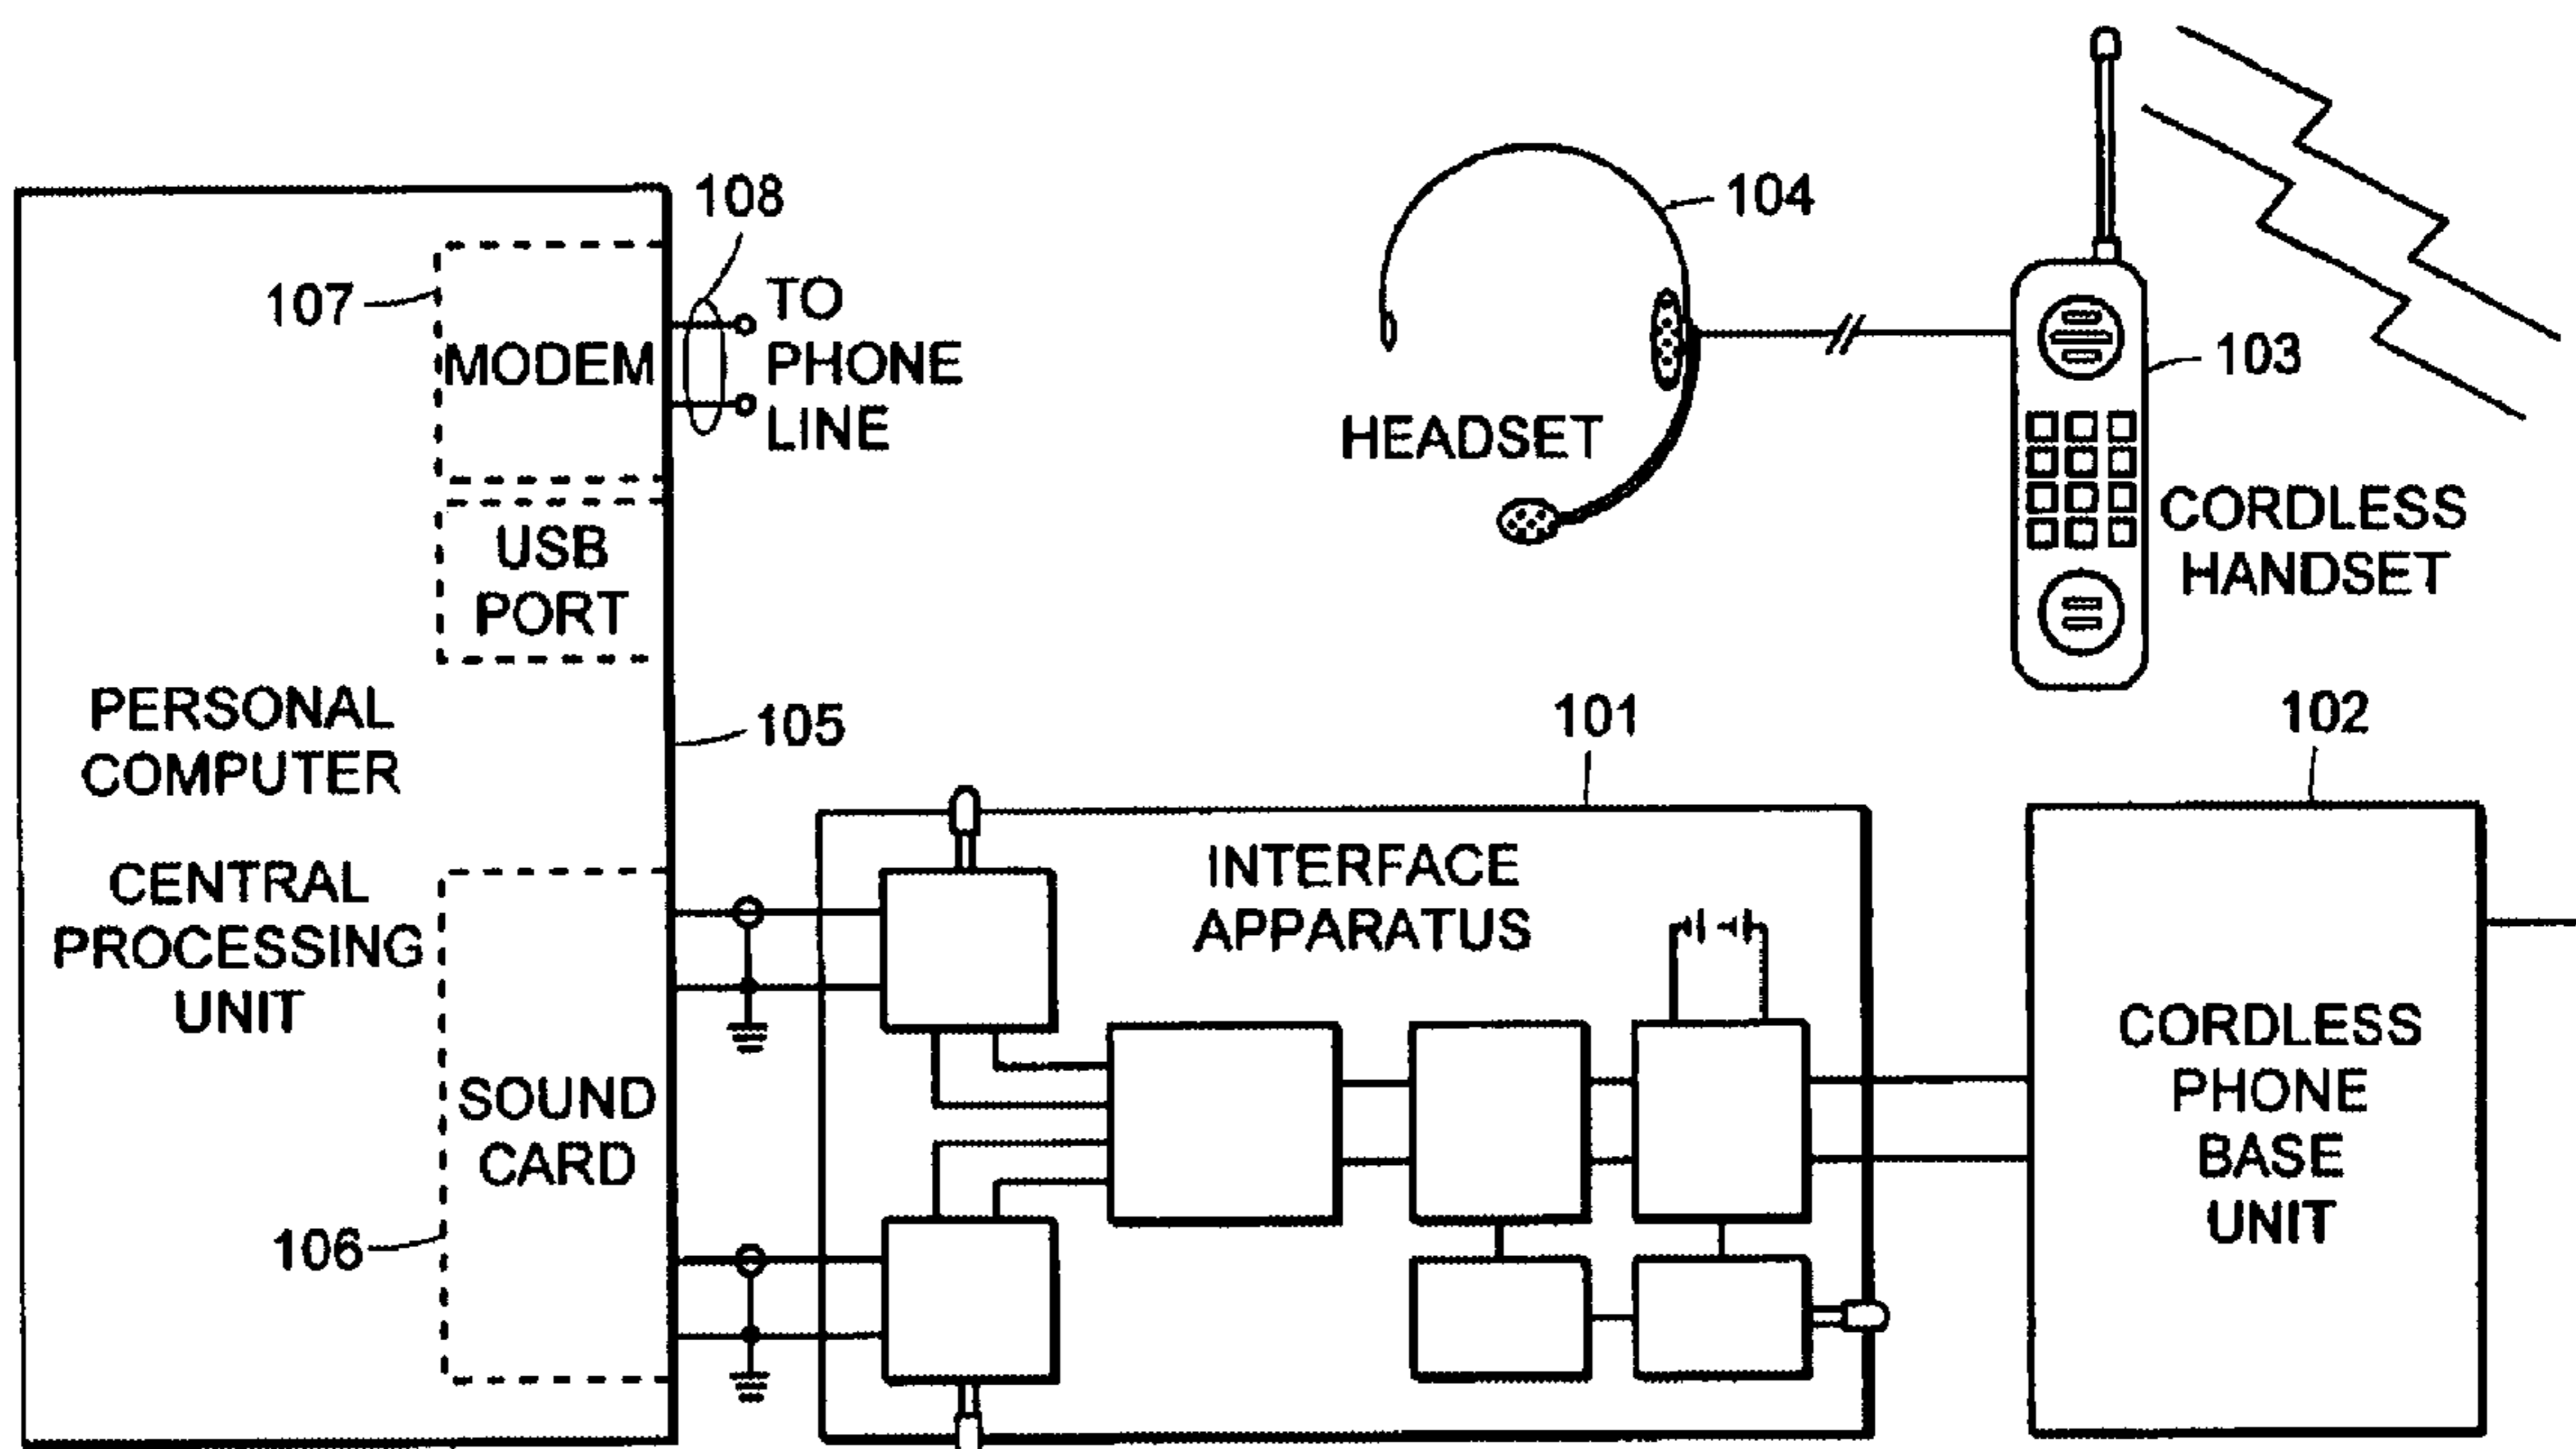 108
107
MODEM
TO
PHONE
LINE
USB
PORT
PERSONAL
COMPUTER
105
CENTRAL
PROCESSING
UNIT
SOUND
CARD
106
104
HEADSET
103
CORDLESS
HANDSET
101
INTERFACE
APPARATUS
102
CORDLESS
PHONE
BASE
UNIT